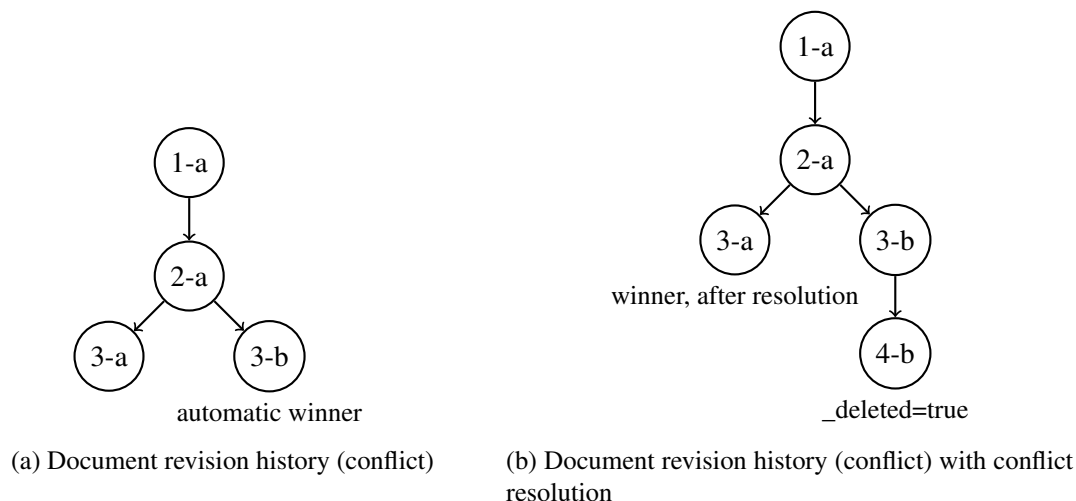 1-a
2-a
3-a
3-b
automatic winner
(a) Document revision history (conflict)
1-a
2-a
3-a
3-b
winner, after resolution
4-b
_deleted=true
(b) Document revision history (conflict) with conflict
resolution